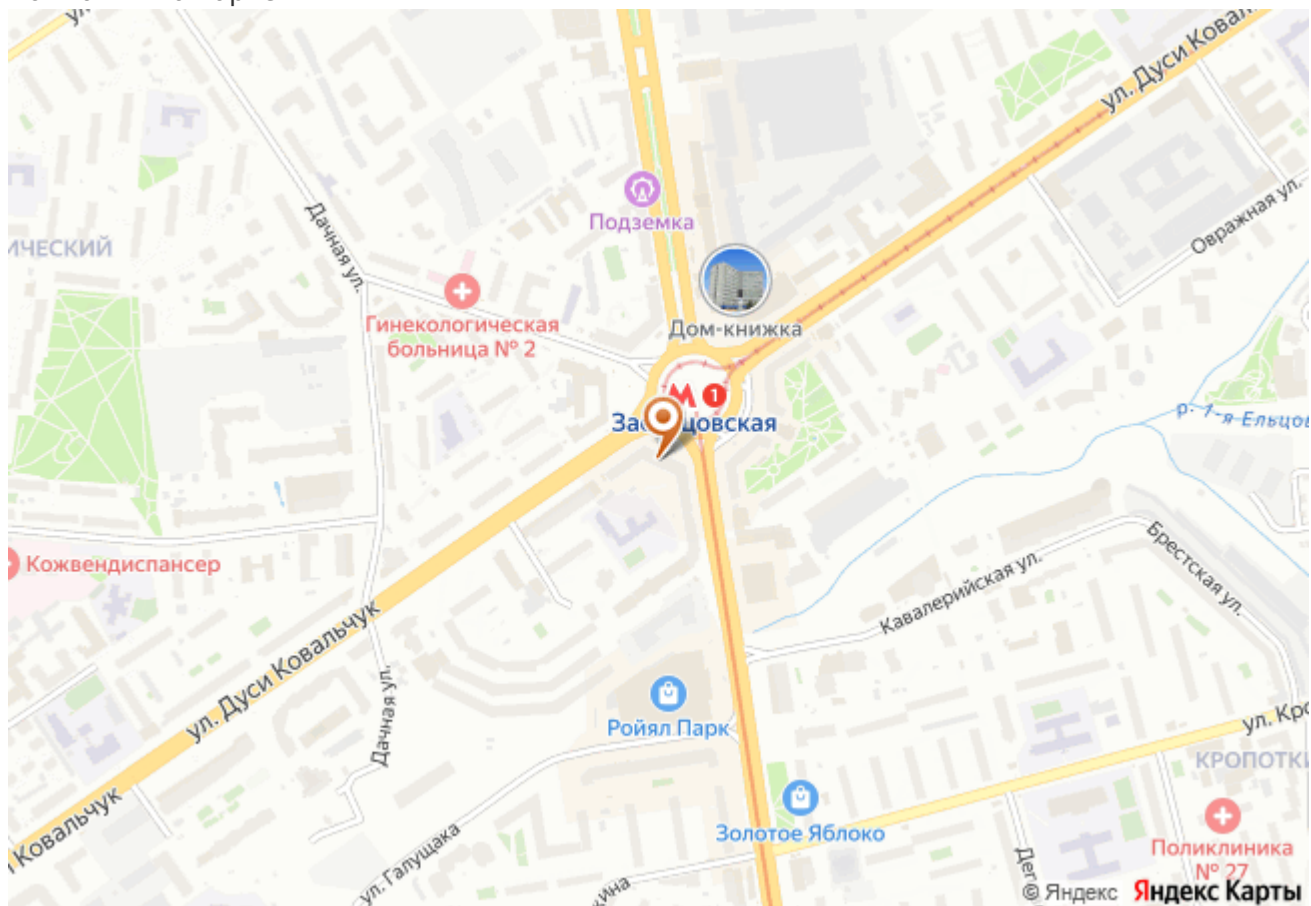 ул. Дуси Ковальчук
Дачная ул.
Подземка
Овражная ул.
ИЧЕСКИЙ
Гинекологическая
больница № 2
Дом-книжка
М 1
р. 1-я Ельцов
Кожвендиспансер
Кавалерийская ул.
Брестская ул.
ул. Дуси Ковальчук
Дачная ул.
Ройял Парк
ул. Кро
КРОПОТКИ
Золотое Яблоко
Ковальчук
ул. Галущака
Поликлиника
№ 27
© Яндекс Яндекс Карты